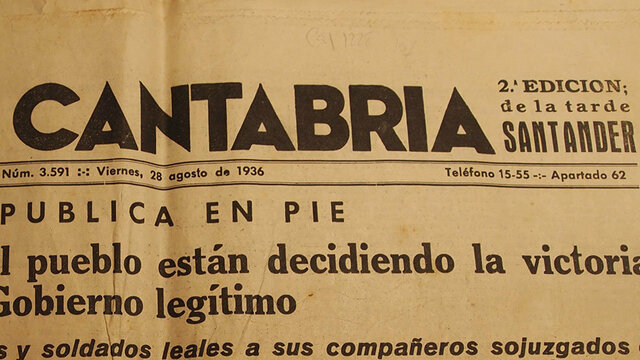 CANTABRIA
2.ª EDICION;
de la tarde
SANTANDER
Núm. 3.591 :-: Viernes, 28 agosto de 1936
Teléfono 15-55 -:- Apartado 62
PUBLICA EN PIE
l pueblo están decidiendo la victoria
Gobierno legítimo
s y soldados leales a sus compañeros sojuzgados